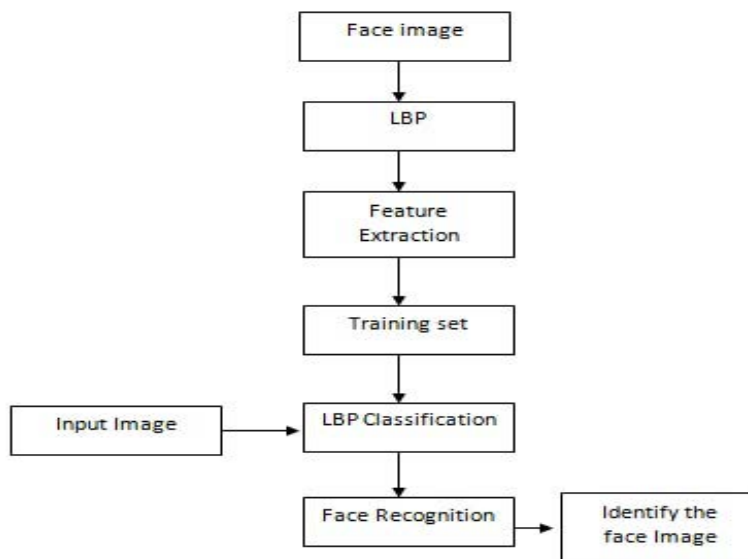 Face image
LBP
Feature
Extraction
Training set
Input Image
LBP Classification
Face Recognition
Identify the
face Image